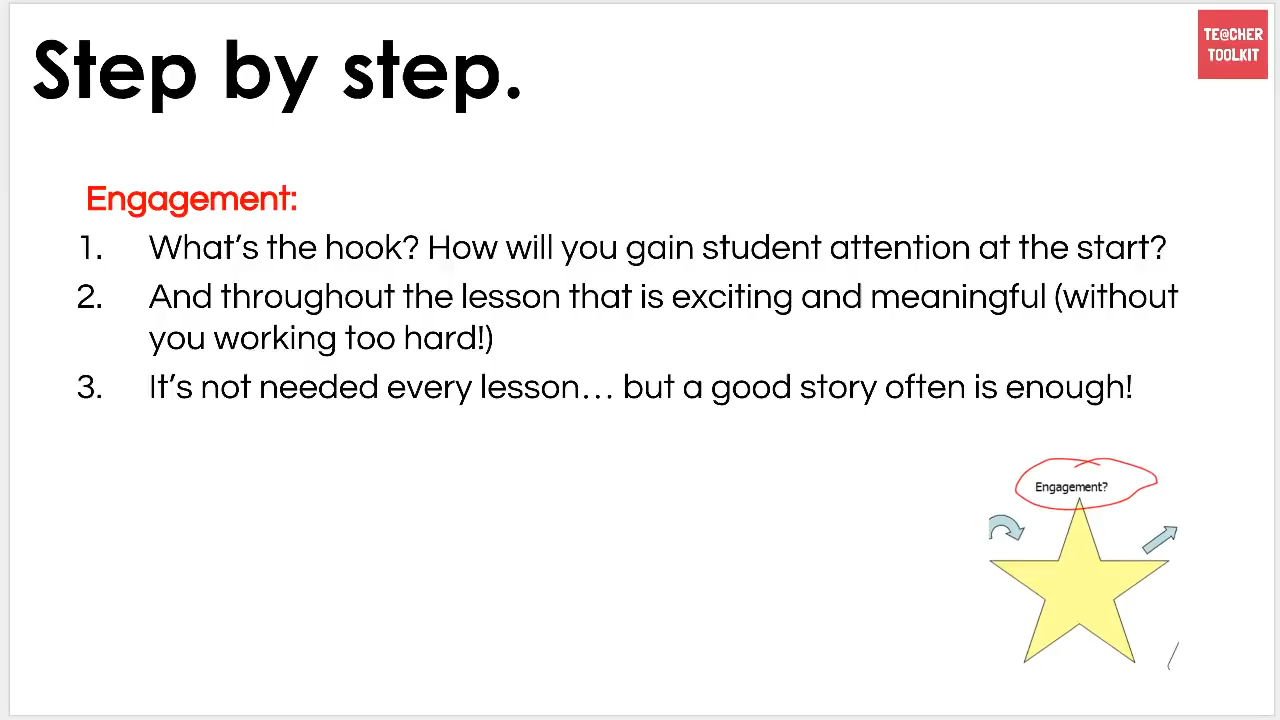 Step by step.
TE@CHER
TOOLKIT
Engagement:
1. What's the hook? How will you gain student attention at the start?
2. And throughout the lesson that is exciting and meaningful (without
you working too hard!)
3. It's not needed every lesson… but a good story often is enough!
Engagement?